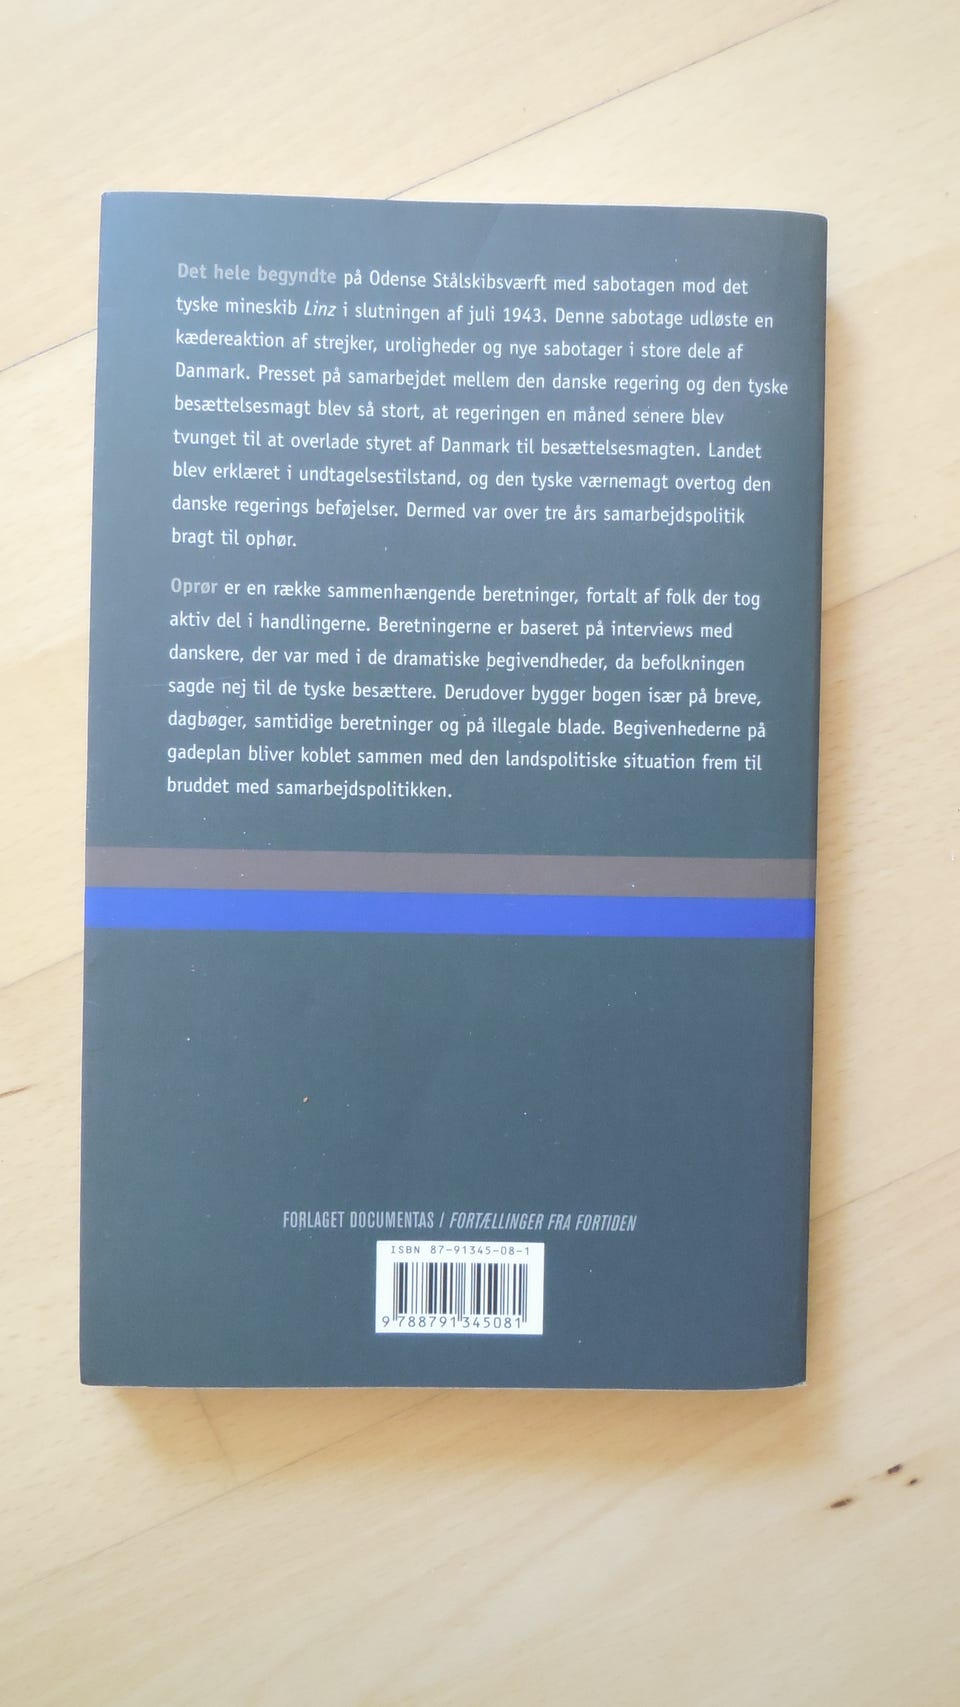 Det hele begyndte på Odense Stålskibsværft med sabotagen mod det
tyske mineskib Linz i slutningen af juli 1943. Denne sabotage udløste en
kædereaktion af strejker, uroligheder og nye sabotager i store dele af
Danmark. Presset på samarbejdet mellem den danske regering og den tyske
besættelsesmagt blev så stort, at regeringen en måned senere blev
tvunget til at overlade styret af Danmark til besættelsesmagten. Landet
blev erklæret i undtagelsestilstand, og den tyske værnemagt overtog den
danske regerings beføjelser. Dermed var over tre års samarbejdspolitik
bragt til ophør.
Oprør er en række sammenhængende beretninger, fortalt af folk der tog
aktiv del i handlingerne. Beretningerne er baseret på interviews med
danskere, der var med i de dramatiske begivendheder, da befolkningen
sagde nej til de tyske besættere. Derudover bygger bogen især på breve,
dagbøger, samtidige beretninger og på illegale blade. Begivenhederne på
gadeplan bliver koblet sammen med den landspolitiske situation frem til
bruddet med samarbejdspolitikken.
FORLAGET DOCUMENTAS / FORTÆLLINGER FRA FORTIDEN
ISBN 87-91345-08-1
9 788791 345081